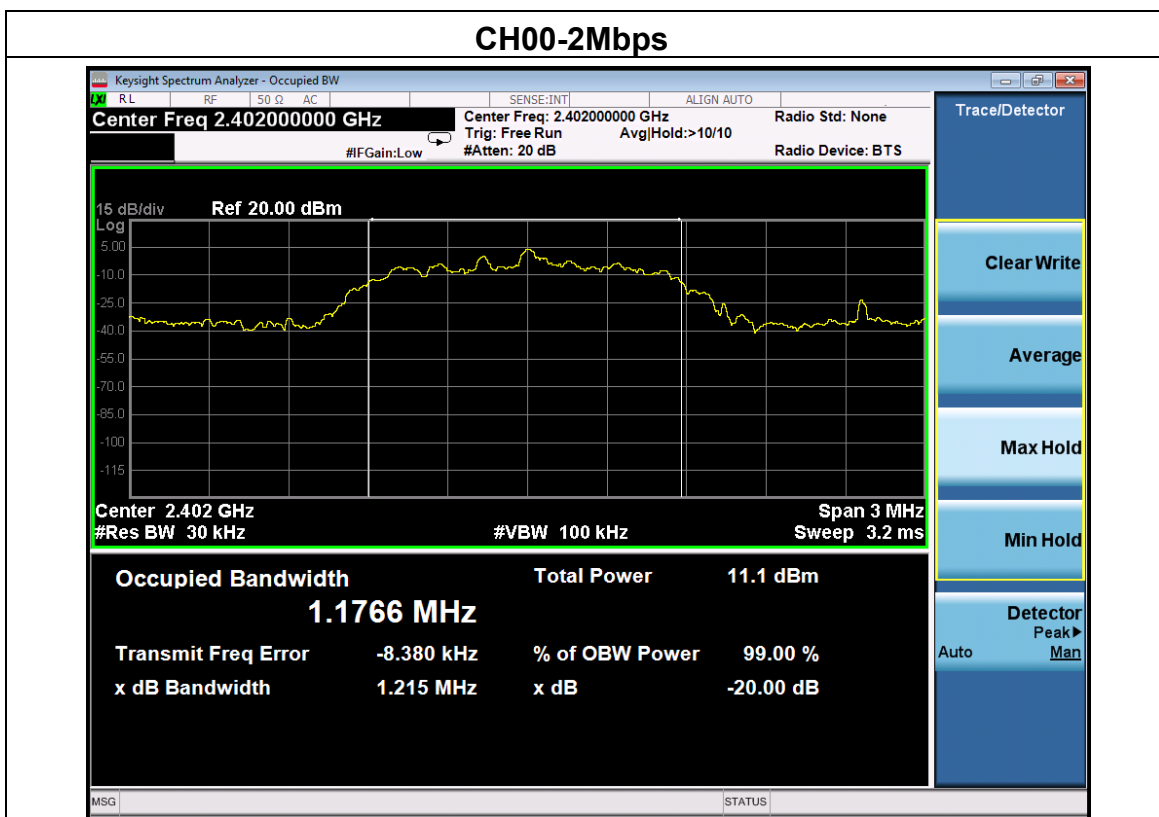 CH00-2Mbps
Keysight Spectrum Analyzer - Occupied BW
LXI RL RF 50 Ω AC SENSE:INT ALIGN AUTO
Center Freq 2.402000000 GHz
Center Freq: 2.402000000 GHz
Radio Std: None
Trig: Free Run Avg|Hold:>10/10
#IFGain:Low
#Atten: 20 dB
Radio Device: BTS
15 dB/div Ref 20.00 dBm
Log
5.00
-10.0
-25.0
-40.0
-55.0
-70.0
-85.0
-100
-115
Center 2.402 GHz Span 3 MHz
#Res BW 30 kHz #VBW 100 kHz Sweep 3.2 ms
Occupied Bandwidth Total Power 11.1 dBm
1.1766 MHz
Transmit Freq Error -8.380 kHz % of OBW Power 99.00 %
x dB Bandwidth 1.215 MHz x dB -20.00 dB
Trace/Detector
Clear Write
Average
Max Hold
Min Hold
Detector
Peak▶
Auto Man
MSG STATUS